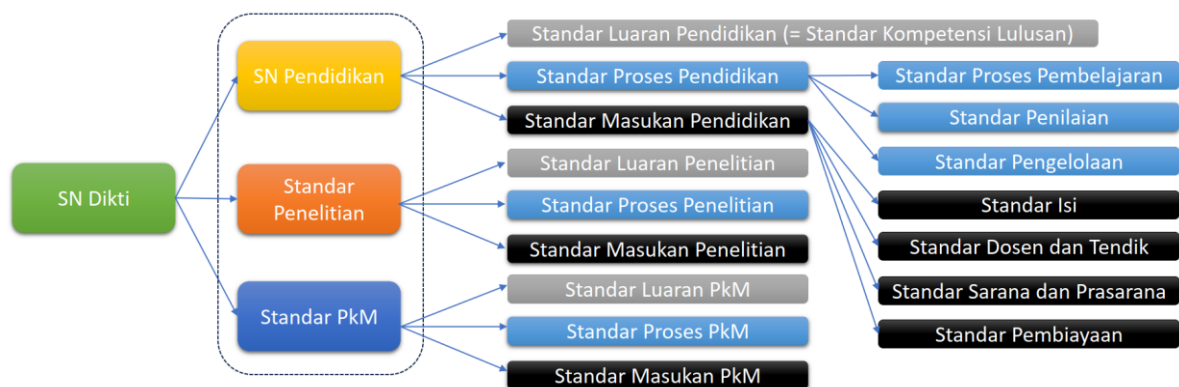 SN Dikti
SN Pendidikan
Standar
Penelitian
Standar PkM
Standar Luaran Pendidikan (= Standar Kompetensi Lulusan)
Standar Proses Pendidikan
Standar Masukan Pendidikan
Standar Luaran Penelitian
Standar Proses Penelitian
Standar Masukan Penelitian
Standar Luaran PkM
Standar Proses PkM
Standar Masukan PkM
Standar Proses Pembelajaran
Standar Penilaian
Standar Pengelolaan
Standar Isi
Standar Dosen dan Tendik
Standar Sarana dan Prasarana
Standar Pembiayaan